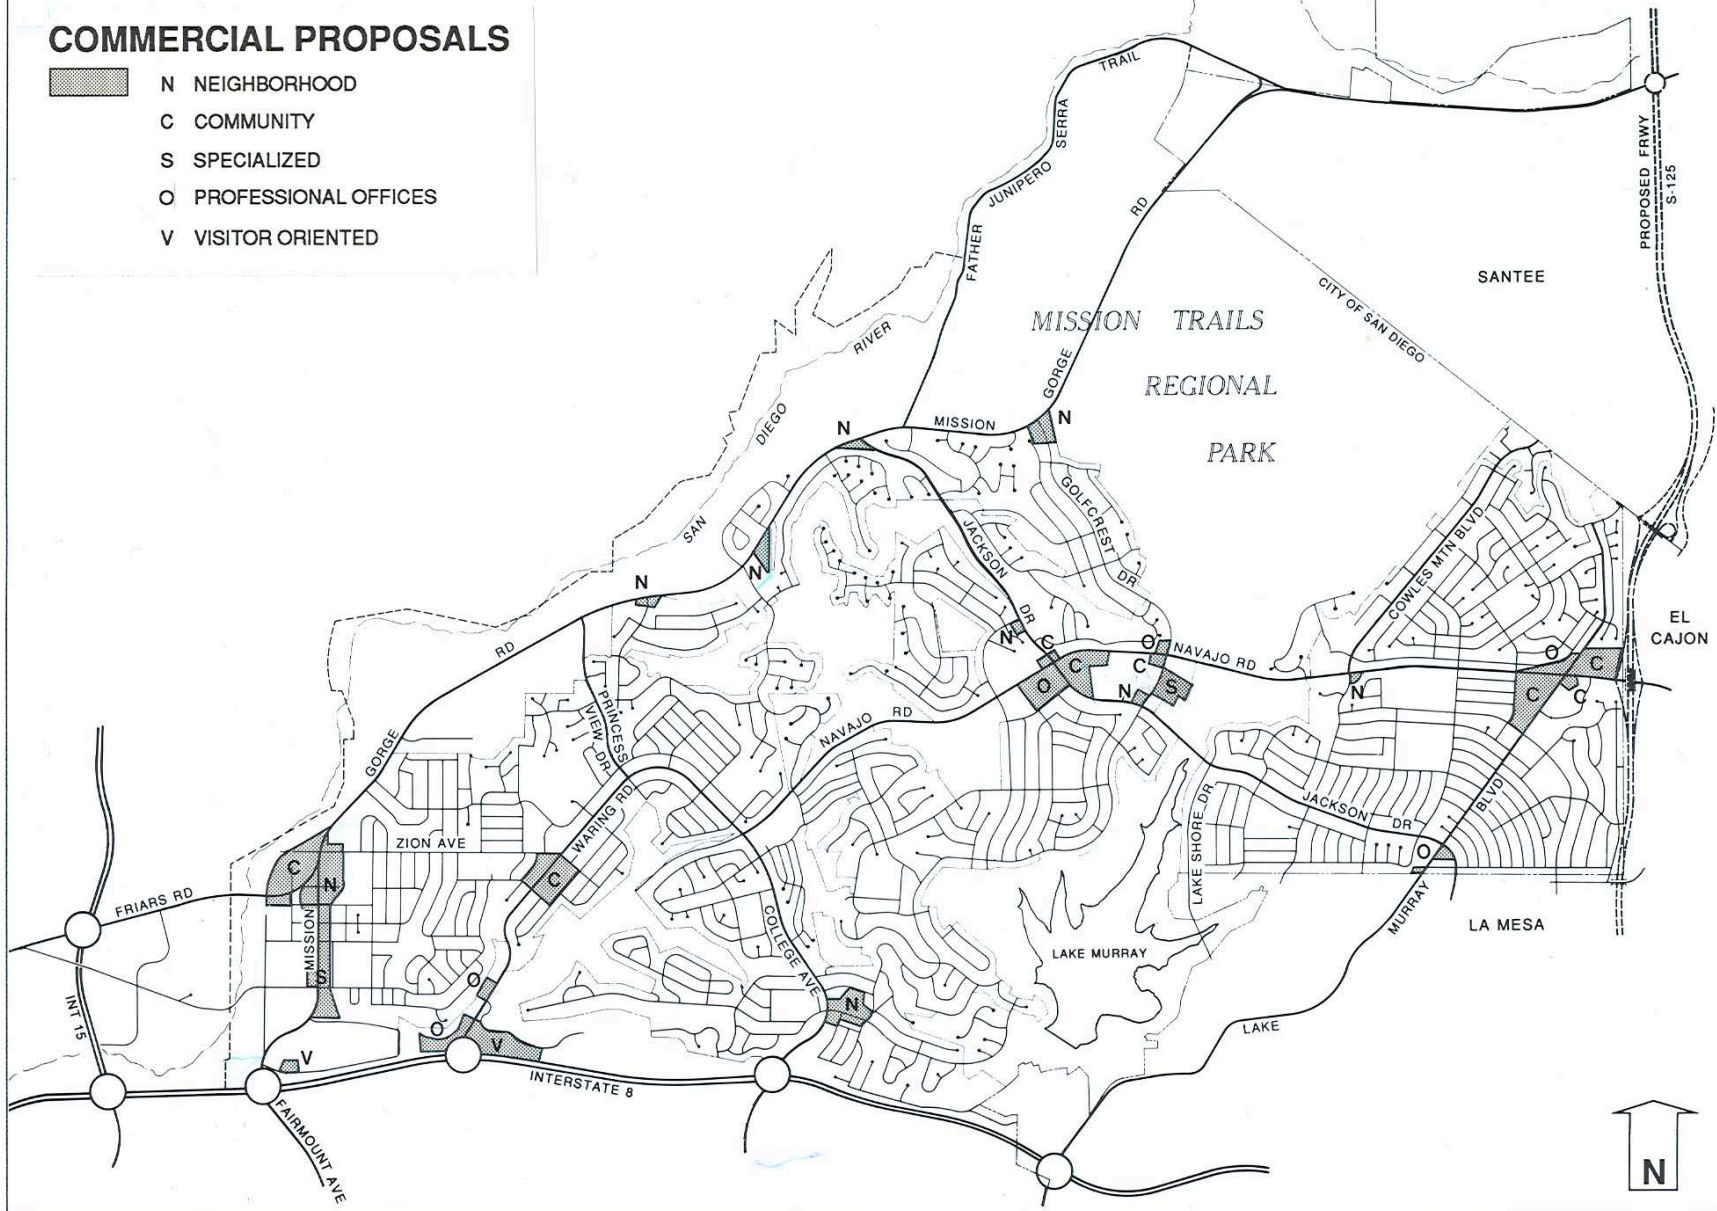 COMMERCIAL PROPOSALS
N NEIGHBORHOOD
C COMMUNITY
S SPECIALIZED
O PROFESSIONAL OFFICES
V VISITOR ORIENTED
TRAIL
SERRA
JUNIPERO
FATHER
RD
PROPOSED FRWY
S-125
SANTEE
CITY OF SAN DIEGO
MISSION TRAILS
REGIONAL
PARK
RIVER
DIEGO
SAN
GORGE
MISSION
N
N
GOLFCREST
DR
JACKSON
DR
COWLES MTN BLVD
EL
CAJON
N
N
RD
GORGE
PRINCESS
VIEW DR
N
C
C
O
O
C
S
N
NAVAJO RD
NAVAJO RD
N
O
C
C
C
WARING RD
ZION AVE
LAKE SHORE DR
JACKSON DR
BLVD
O
MURRAY
LAKE
LA MESA
LAKE MURRAY
FRIARS RD
C
N
MISSION
S
C
COLLEGE AVE
N
O
O
V
V
INT 15
INTERSTATE 8
FAIRMOUNT AVE
N